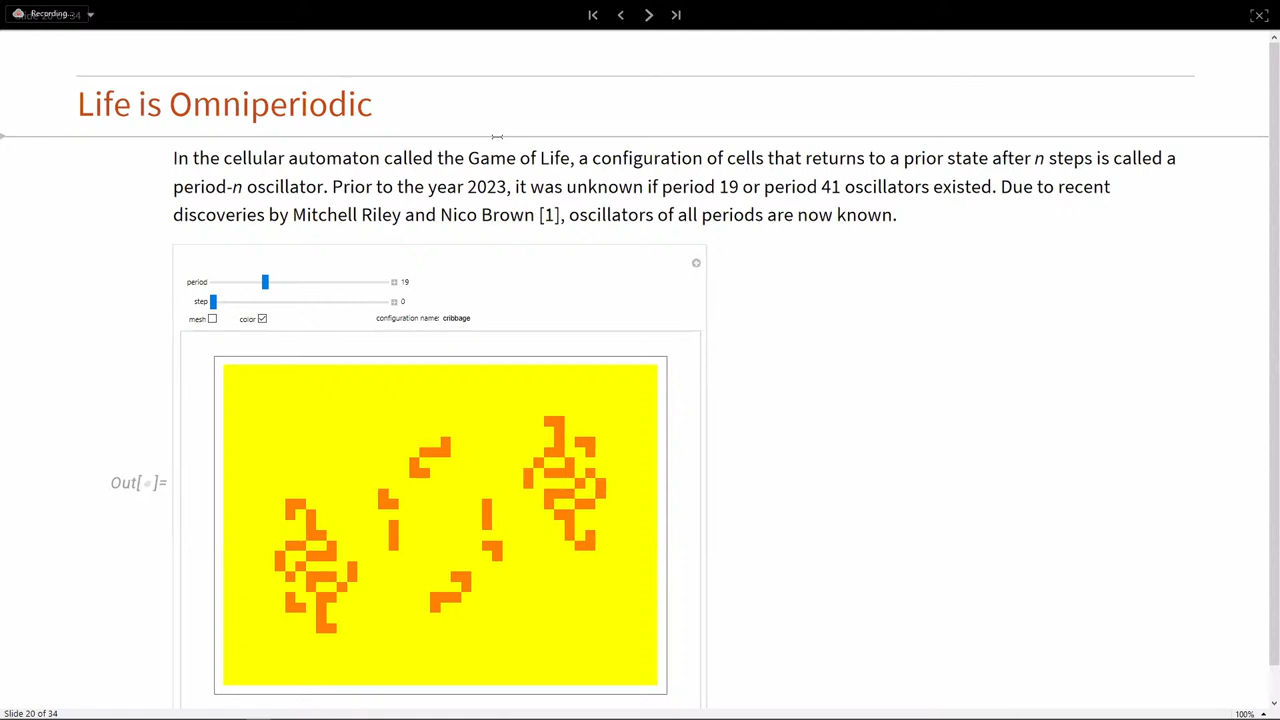 Recording...
Slide 20 of 34
Life is Omniperiodic
In the cellular automaton called the Game of Life, a configuration of cells that returns to a prior state after n steps is called a
period-n oscillator. Prior to the year 2023, it was unknown if period 19 or period 41 oscillators existed. Due to recent
discoveries by Mitchell Riley and Nico Brown [1], oscillators of all periods are now known.
period 19
step 0
mesh color configuration name: cribbage
Out[•]=
Slide 20 of 34
100%